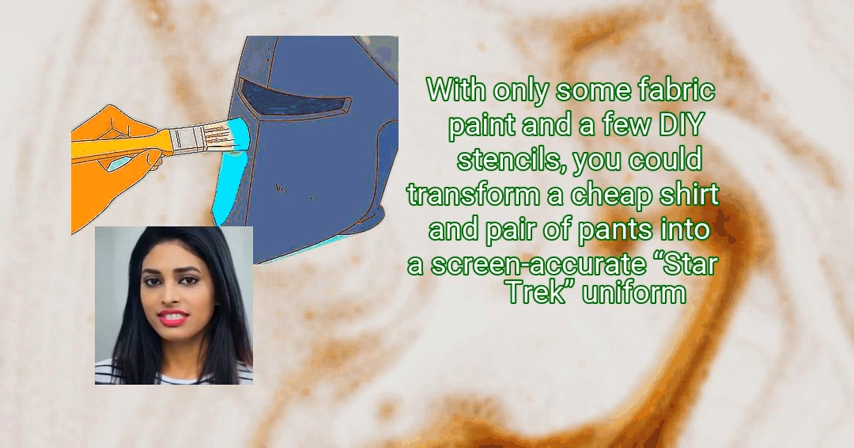 With only some fabric
paint and a few DIY
stencils, you could
transform a cheap shirt
and pair of pants into
a screen-accurate “Star
Trek” uniform